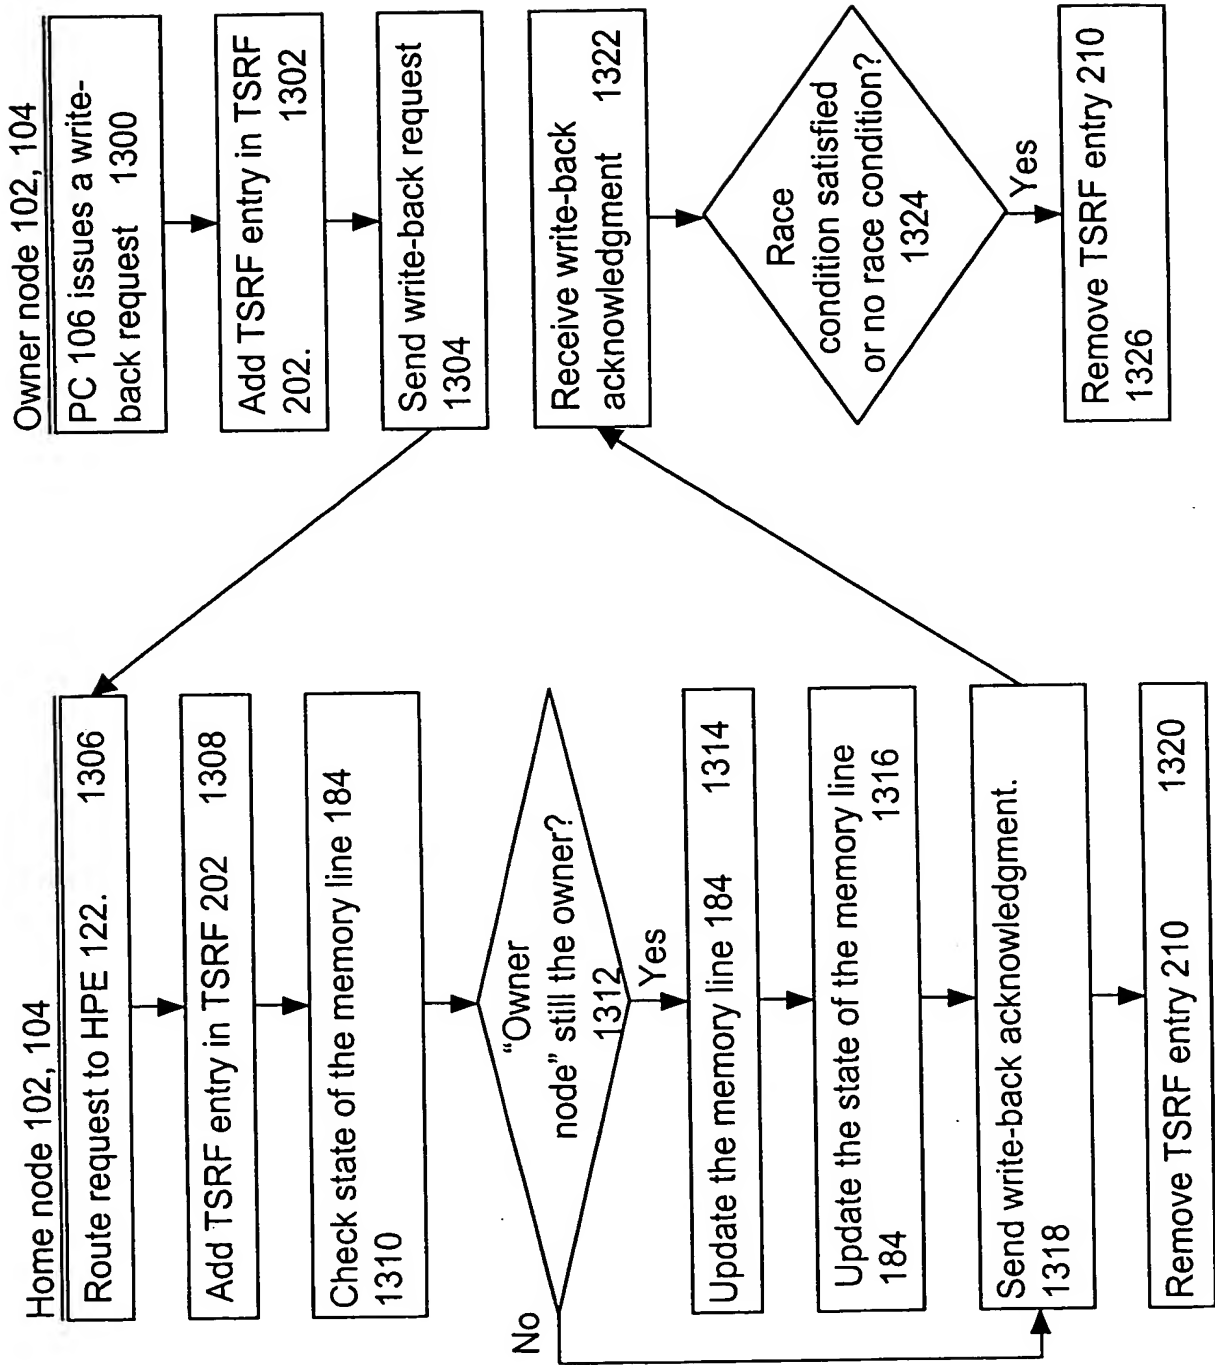 Home node 102, 104
Route request to HPE 122. 1306
Add TSRF entry in TSRF 202 1308
Check state of the memory line 184
1310
"Owner
node" still the owner?
1312
No
Yes
Update the memory line 184 1314
Update the state of the memory line
184 1316
Send write-back acknowledgment.
1318
Remove TSRF entry 210 1320
Owner node 102, 104
PC 106 issues a write-
back request 1300
Add TSRF entry in TSRF
202. 1302
Send write-back request
1304
Receive write-back
acknowledgment 1322
Race
condition satisfied
or no race condition?
1324
Yes
Remove TSRF entry 210
1326